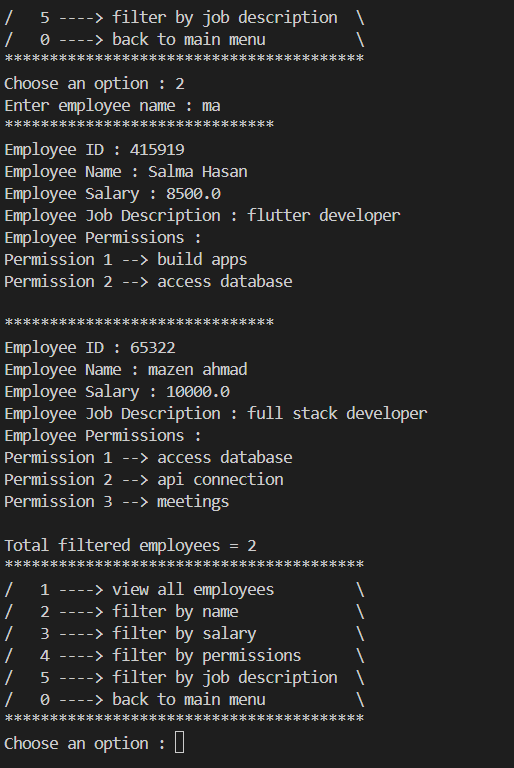 /   5 ----> filter by job description  \
/   0 ----> back to main menu          \
****************************************
Choose an option : 2
Enter employee name : ma
******************************
Employee ID : 415919
Employee Name : Salma Hasan
Employee Salary : 8500.0
Employee Job Description : flutter developer
Employee Permissions :
Permission 1 --> build apps
Permission 2 --> access database

******************************
Employee ID : 65322
Employee Name : mazen ahmad
Employee Salary : 10000.0
Employee Job Description : full stack developer
Employee Permissions :
Permission 1 --> access database
Permission 2 --> api connection
Permission 3 --> meetings

Total filtered employees = 2
****************************************
/   1 ----> view all employees         \
/   2 ----> filter by name             \
/   3 ----> filter by salary           \
/   4 ----> filter by permissions      \
/   5 ----> filter by job description  \
/   0 ----> back to main menu          \
****************************************
Choose an option :